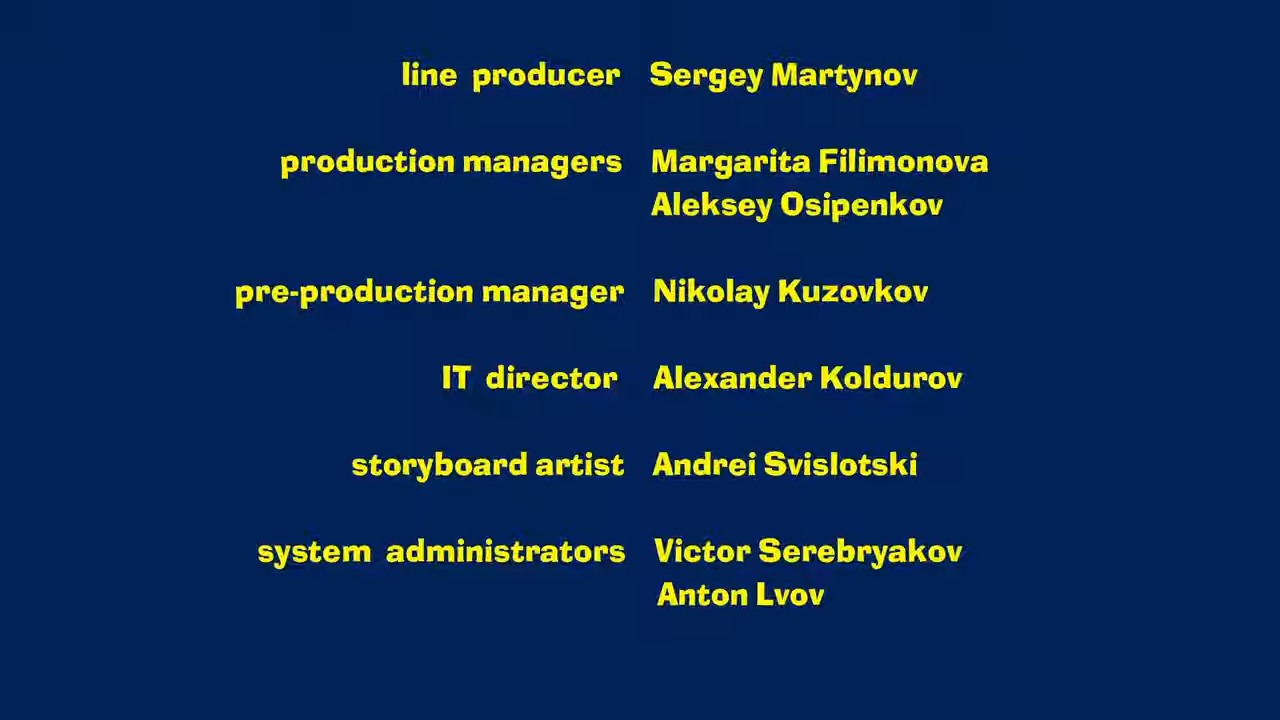 line producer Sergey Martynov
production managers Margarita Filimonova
Aleksey Osipenkov
pre-production manager Nikolay Kuzovkov
IT director Alexander Koldurov
storyboard artist Andrei Svislotski
system administrators Victor Serebryakov
Anton Lvov